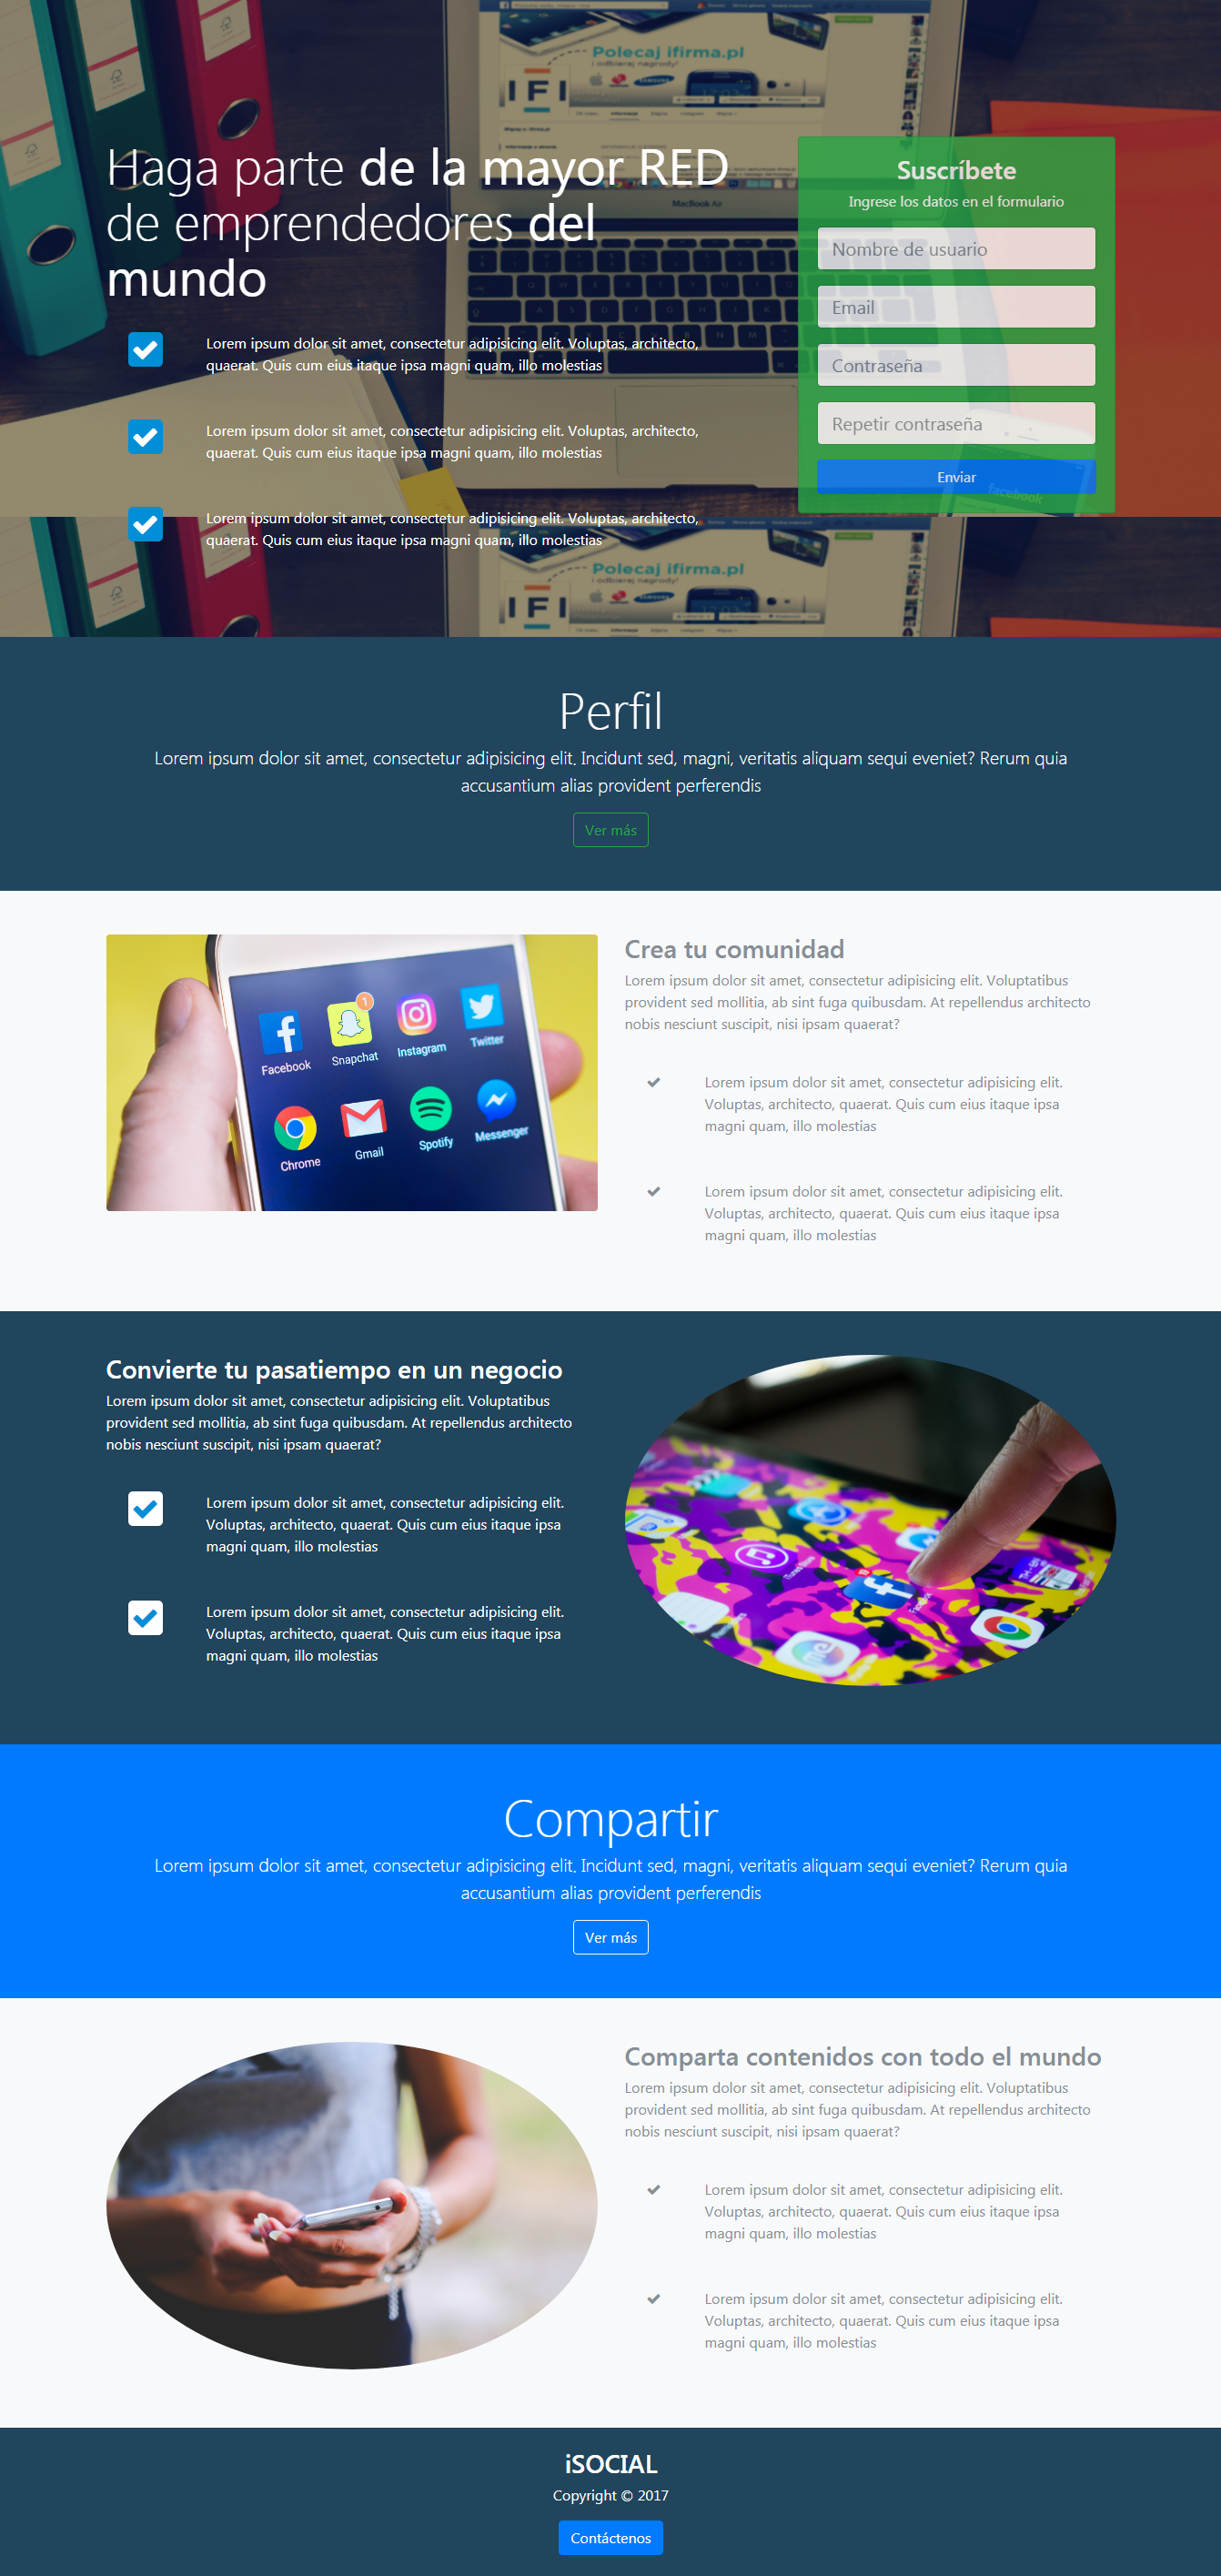 Polecaj ifirma.pl
i odbieraj nagrody!
IFI
MacBook Air
Haga parte de la mayor RED
de emprendedores del
mundo
Lorem ipsum dolor sit amet, consectetur adipisicing elit. Voluptas, architecto,
quaerat. Quis cum eius itaque ipsa magni quam, illo molestias
Lorem ipsum dolor sit amet, consectetur adipisicing elit. Voluptas, architecto,
quaerat. Quis cum eius itaque ipsa magni quam, illo molestias
Lorem ipsum dolor sit amet, consectetur adipisicing elit. Voluptas, architecto,
quaerat. Quis cum eius itaque ipsa magni quam, illo molestias
Suscríbete
Ingrese los datos en el formulario
Nombre de usuario
Email
Contraseña
Repetir contraseña
Enviar
facebook
Polecaj ifirma.pl
i odbieraj nagrody!
IFI
Perfil
Lorem ipsum dolor sit amet, consectetur adipisicing elit. Incidunt sed, magni, veritatis aliquam sequi eveniet? Rerum quia
accusantium alias provident perferendis
Ver más
1
Facebook Snapchat Instagram Twitter
Chrome Gmail Spotify Messenger
Crea tu comunidad
Lorem ipsum dolor sit amet, consectetur adipisicing elit. Voluptatibus
provident sed mollitia, ab sint fuga quibusdam. At repellendus architecto
nobis nesciunt suscipit, nisi ipsam quaerat?
Lorem ipsum dolor sit amet, consectetur adipisicing elit.
Voluptas, architecto, quaerat. Quis cum eius itaque ipsa
magni quam, illo molestias
Lorem ipsum dolor sit amet, consectetur adipisicing elit.
Voluptas, architecto, quaerat. Quis cum eius itaque ipsa
magni quam, illo molestias
Convierte tu pasatiempo en un negocio
Lorem ipsum dolor sit amet, consectetur adipisicing elit. Voluptatibus
provident sed mollitia, ab sint fuga quibusdam. At repellendus architecto
nobis nesciunt suscipit, nisi ipsam quaerat?
Lorem ipsum dolor sit amet, consectetur adipisicing elit.
Voluptas, architecto, quaerat. Quis cum eius itaque ipsa
magni quam, illo molestias
Lorem ipsum dolor sit amet, consectetur adipisicing elit.
Voluptas, architecto, quaerat. Quis cum eius itaque ipsa
magni quam, illo molestias
Compartir
Lorem ipsum dolor sit amet, consectetur adipisicing elit. Incidunt sed, magni, veritatis aliquam sequi eveniet? Rerum quia
accusantium alias provident perferendis
Ver más
Comparta contenidos con todo el mundo
Lorem ipsum dolor sit amet, consectetur adipisicing elit. Voluptatibus
provident sed mollitia, ab sint fuga quibusdam. At repellendus architecto
nobis nesciunt suscipit, nisi ipsam quaerat?
Lorem ipsum dolor sit amet, consectetur adipisicing elit.
Voluptas, architecto, quaerat. Quis cum eius itaque ipsa
magni quam, illo molestias
Lorem ipsum dolor sit amet, consectetur adipisicing elit.
Voluptas, architecto, quaerat. Quis cum eius itaque ipsa
magni quam, illo molestias
iSOCIAL
Copyright © 2017
Contáctenos